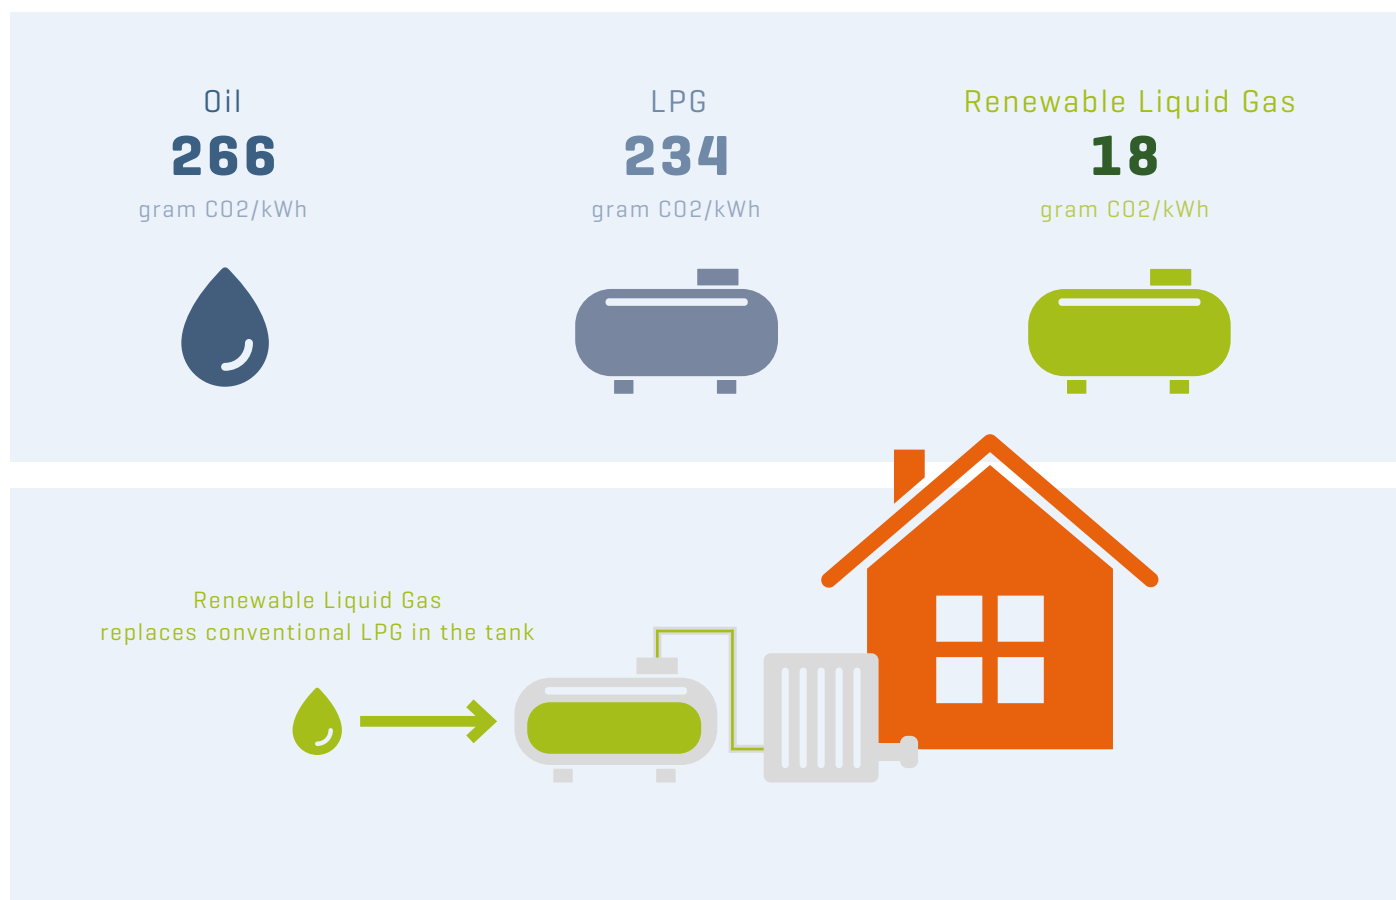 Oil
266
gram CO2/kWh
LPG
234
gram CO2/kWh
Renewable Liquid Gas
18
gram CO2/kWh
Renewable Liquid Gas
replaces conventional LPG in the tank